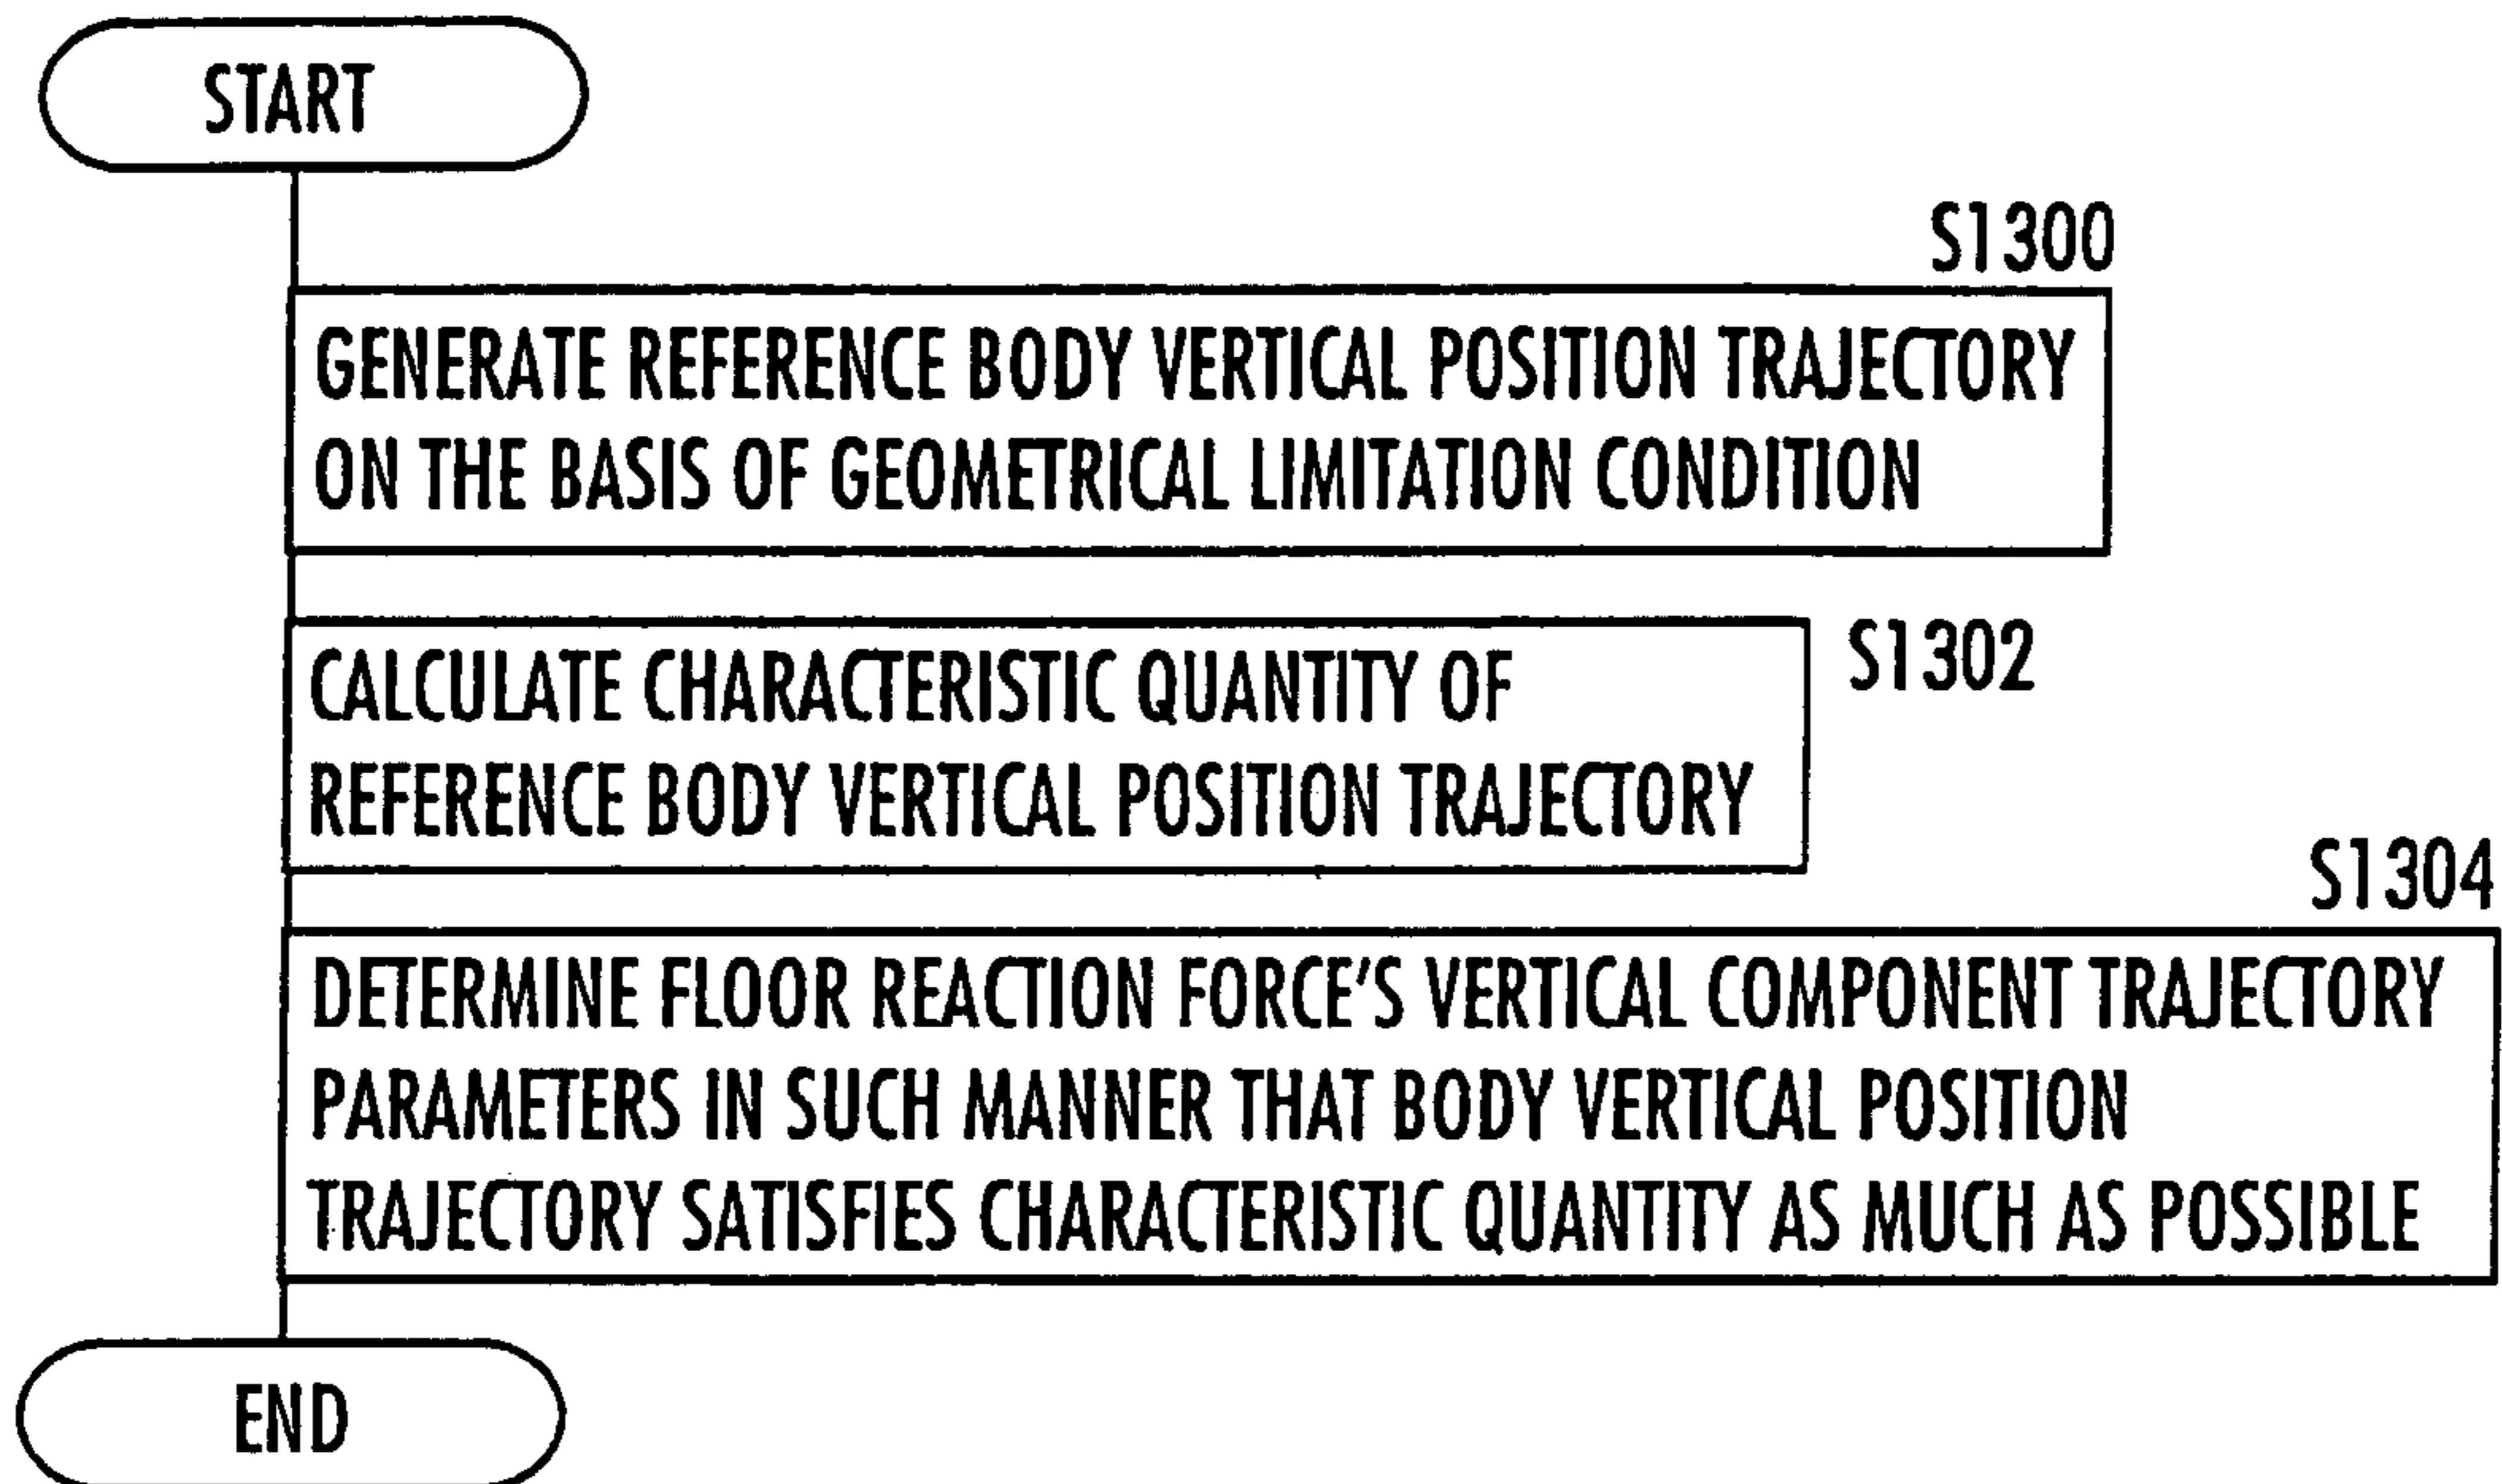 START
S1300
GENERATE REFERENCE BODY VERTICAL POSITION TRAJECTORY
ON THE BASIS OF GEOMETRICAL LIMITATION CONDITION
S1302
CALCULATE CHARACTERISTIC QUANTITY OF
REFERENCE BODY VERTICAL POSITION TRAJECTORY
S1304
DETERMINE FLOOR REACTION FORCE'S VERTICAL COMPONENT TRAJECTORY
PARAMETERS IN SUCH MANNER THAT BODY VERTICAL POSITION
TRAJECTORY SATISFIES CHARACTERISTIC QUANTITY AS MUCH AS POSSIBLE
END